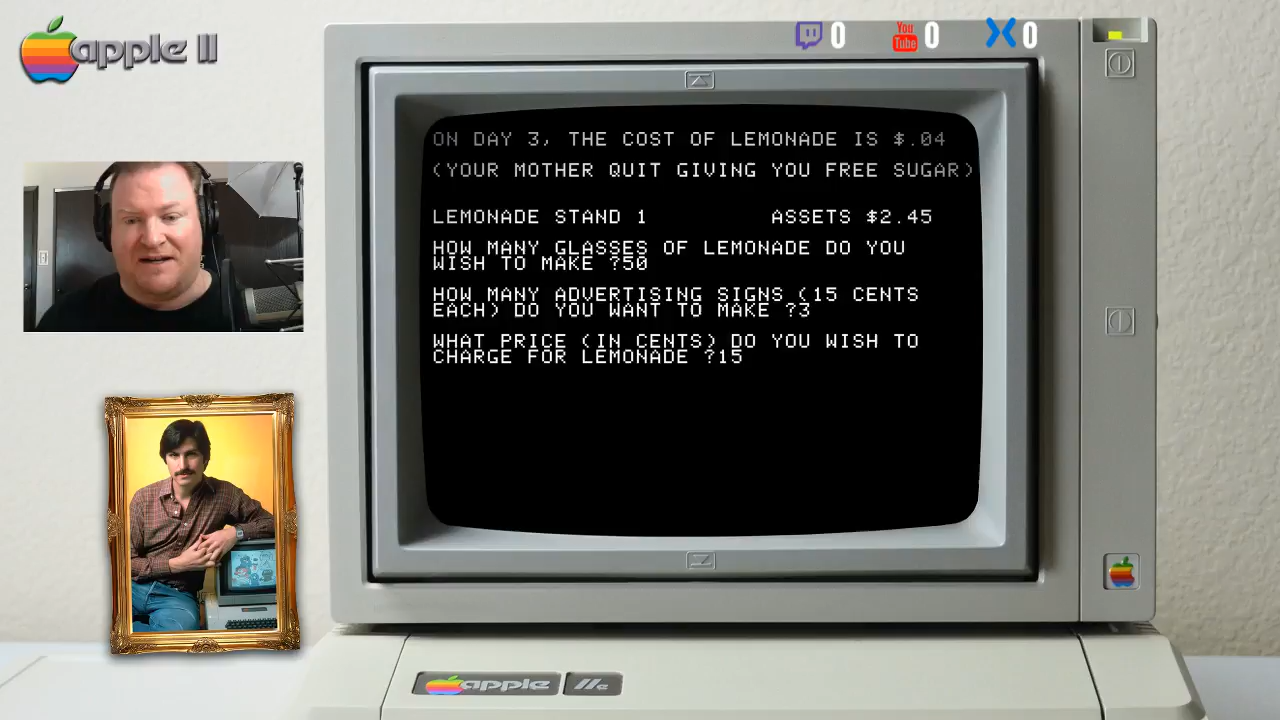 apple II
0
You Tube 0
0
ON DAY 3, THE COST OF LEMONADE IS $.04
(YOUR MOTHER QUIT GIVING YOU FREE SUGAR)
LEMONADE STAND 1 ASSETS $2.45
HOW MANY GLASSES OF LEMONADE DO YOU
WISH TO MAKE ?50
HOW MANY ADVERTISING SIGNS (15 CENTS
EACH) DO YOU WANT TO MAKE ?3
WHAT PRICE (IN CENTS) DO YOU WISH TO
CHARGE FOR LEMONADE ?15
apple IIe